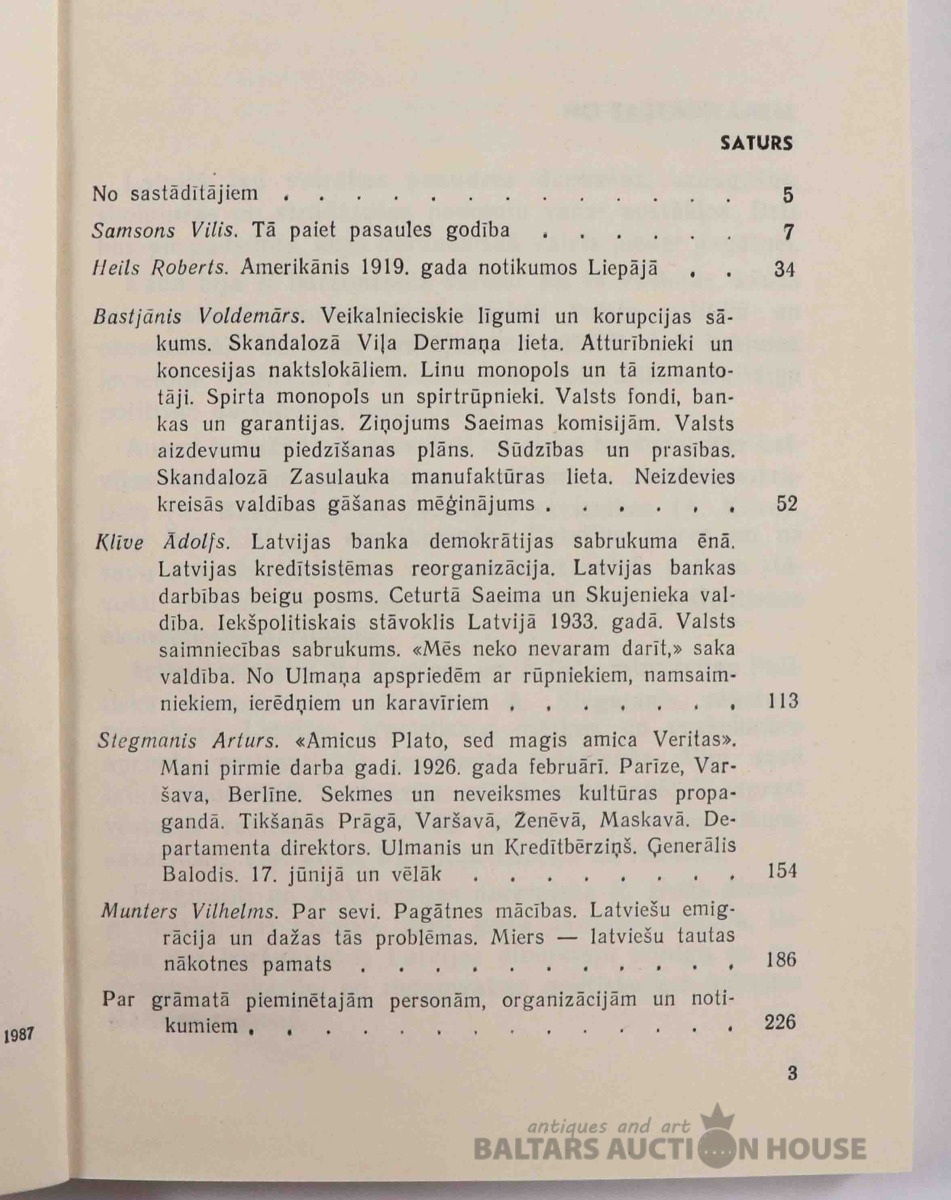 SATURS
No sastādītājiem . . . . . . . . . . . . . 5
Samsons Vilis. Tā paiet pasaules godība . . . . . . 7
Heils Roberts. Amerikānis 1919. gada notikumos Liepājā . . 34
Bastjānis Voldemārs. Veikalnieciskie līgumi un korupcijas sā-
kums. Skandalozā Viļa Dermaņa lieta. Atturībnieki un
koncesijas naktslokāliem. Linu monopols un tā izmanto-
tāji. Spirta monopols un spirtrūpnieki. Valsts fondi, ban-
kas un garantijas. Ziņojums Saeimas komisijām. Valsts
aizdevumu piedzīšanas plāns. Sūdzības un prasības.
Skandalozā Zasulauka manufaktūras lieta. Neizdevies
kreisās valdības gāšanas mēģinājums . . . . . . 52
Klīve Ādolfs. Latvijas banka demokrātijas sabrukuma ēnā.
Latvijas kredītsistēmas reorganizācija. Latvijas bankas
darbības beigu posms. Ceturtā Saeima un Skujenieka val-
dība. Iekšpolitiskais stāvoklis Latvijā 1933. gadā. Valsts
saimniecības sabrukums. «Mēs neko nevaram darīt,» saka
valdība. No Ulmaņa apspriedēm ar rūpniekiem, namsaim-
niekiem, ierēdņiem un karavīriem . . . . . . . 113
Stegmanis Arturs. «Amicus Plato, sed magis amica Veritas».
Mani pirmie darba gadi. 1926. gada februārī. Parīze, Var-
šava, Berlīne. Sekmes un neveiksmes kultūras propa-
gandā. Tikšanās Prāgā, Varšavā, Ženēvā, Maskavā. De-
partamenta direktors. Ulmanis un Kredītbērziņš. Ģenerālis
Balodis. 17. jūnijā un vēlāk . . . . . . . . 154
Munters Vilhelms. Par sevi. Pagātnes mācības. Latviešu emig-
rācija un dažas tās problēmas. Miers — latviešu tautas
nākotnes pamats . . . . . . . . . . . 186
Par grāmatā pieminētajām personām, organizācijām un noti-
kumiem . . . . . . . . . . . . . . 226
1987
3
antiques and art
BALTARS AUCTION HOUSE